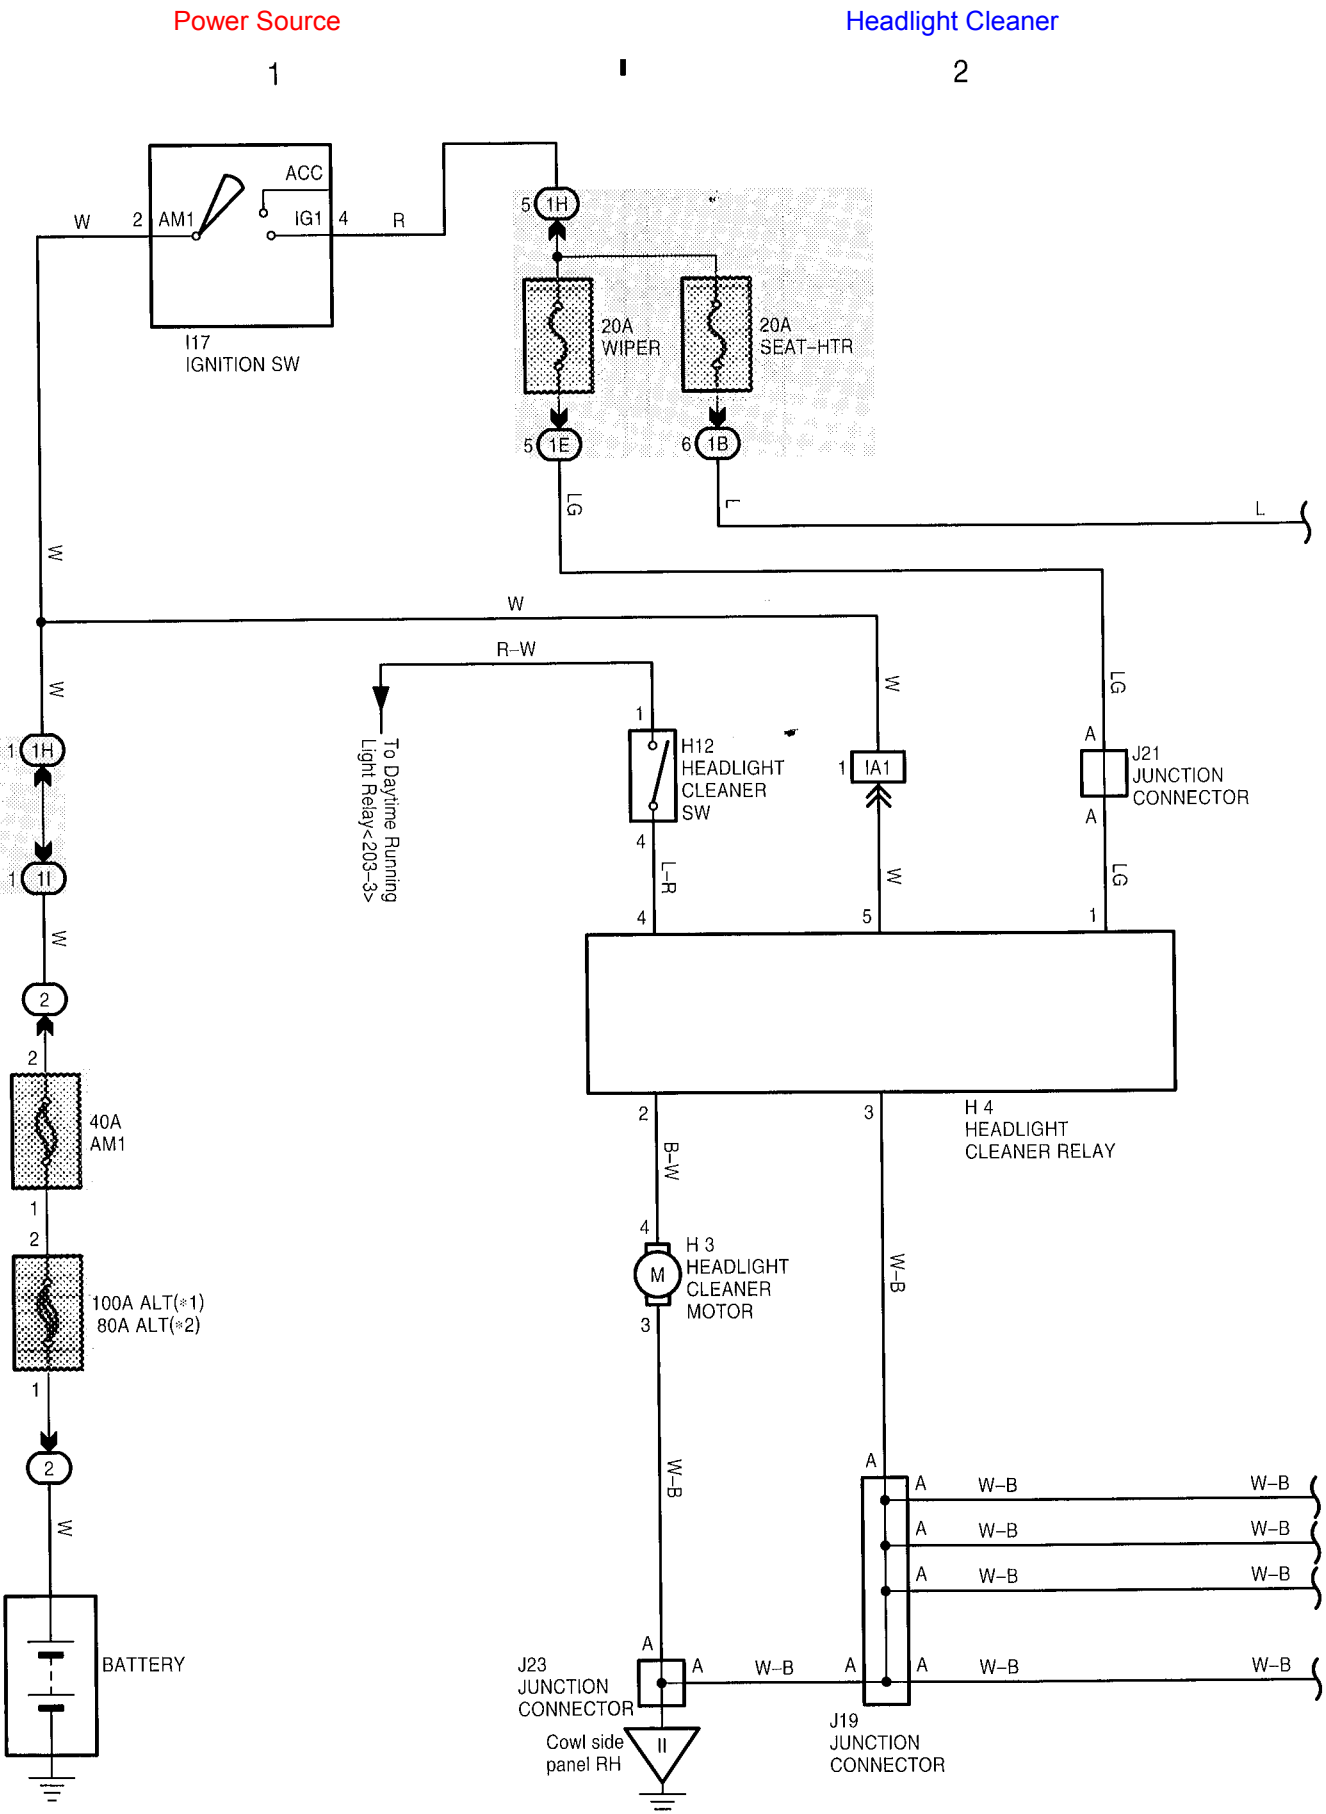 Power Source
Headlight Cleaner
1
2
ACC
W
2
AM1
IG1
4
R
I17
IGNITION SW
5
1H
20A
WIPER
20A
SEAT–HTR
5
1E
6
1B
LG
L
L
W
W
R–W
W
W
LG
1
1H
To Daytime Running
Light Relay<203–3>
1
H12
HEADLIGHT
CLEANER
SW
4
L–R
4
1
IA1
W
5
A
J21
JUNCTION
CONNECTOR
A
LG
1
1
1I
W
2
2
40A
AM1
1
2
100A ALT(*1)
80A ALT(*2)
1
2
W
BATTERY
2
3
H 4
HEADLIGHT
CLEANER RELAY
B–W
4
M
H 3
HEADLIGHT
CLEANER
MOTOR
3
W–B
W–B
A
A
W–B
W–B
A
W–B
W–B
A
W–B
W–B
A
A
W–B
A
A
W–B
W–B
J23
JUNCTION
CONNECTOR
J19
JUNCTION
CONNECTOR
Cowl side
panel RH
II